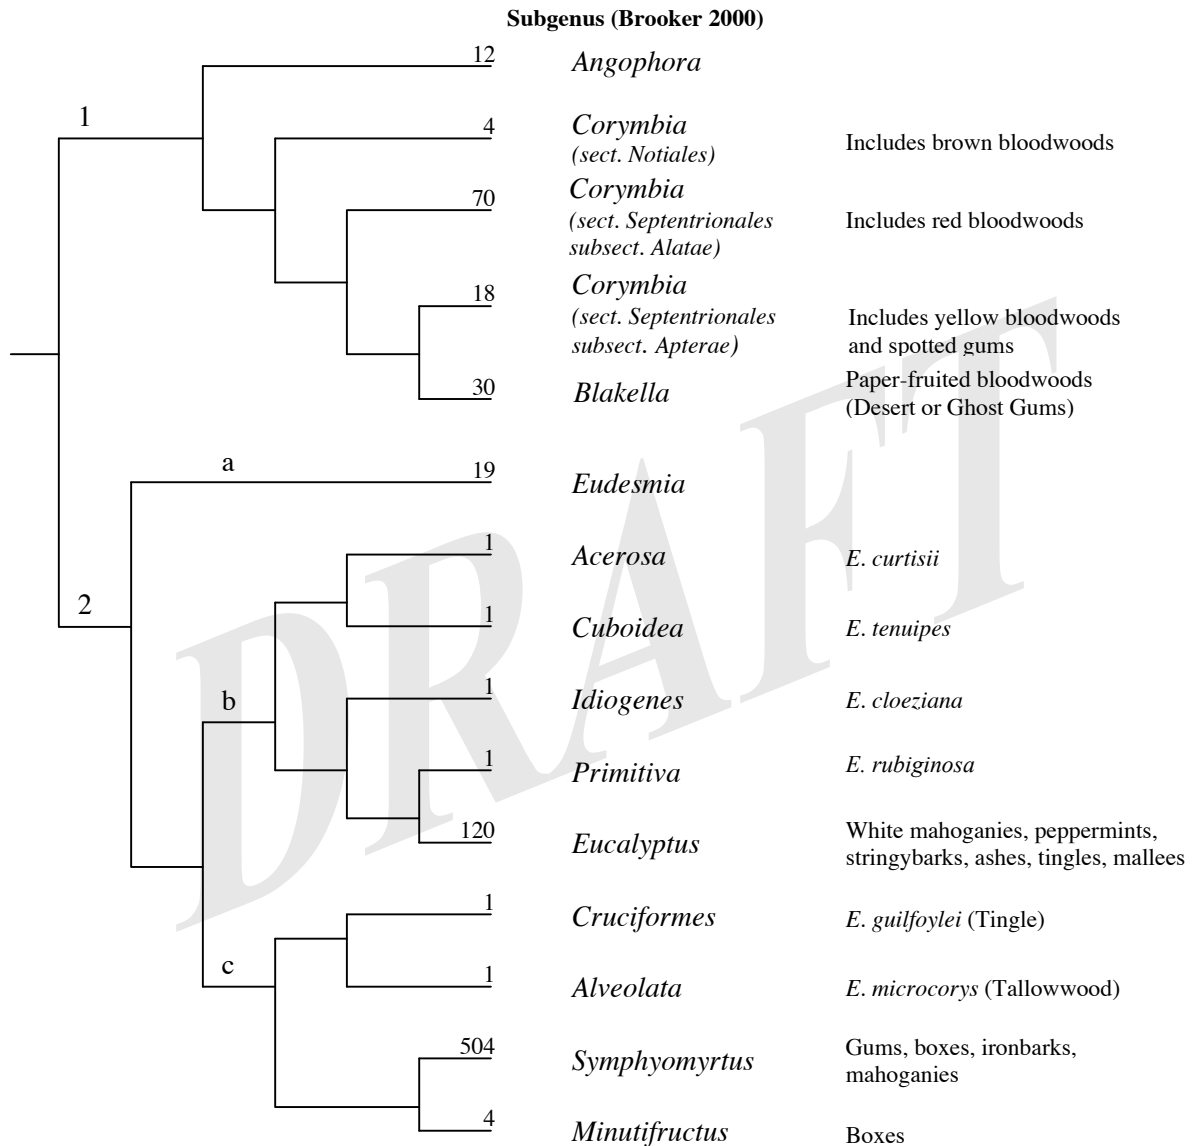 Subgenus (Brooker 2000)
12 Angophora
1
4 Corymbia
(sect. Notiales)
Includes brown bloodwoods
70 Corymbia
(sect. Septentrionales
subsect. Alatae)
Includes red bloodwoods
18 Corymbia
(sect. Septentrionales
subsect. Apterae)
Includes yellow bloodwoods
and spotted gums
30 Blakella
Paper-fruited bloodwoods
(Desert or Ghost Gums)
a
19 Eudesmia
1 Acerosa E. curtisii
2
1 Cuboidea E. tenuipes
b
1 Idiogenes E. cloeziana
1 Primitiva E. rubiginosa
120 Eucalyptus
White mahoganies, peppermints,
stringybarks, ashes, tingles, mallees
1 Cruciformes E. guilfoylei (Tingle)
c
1 Alveolata E. microcorys (Tallowwood)
504 Symphyomyrtus
Gums, boxes, ironbarks,
mahoganies
4 Minutifructus Boxes
DRAFT